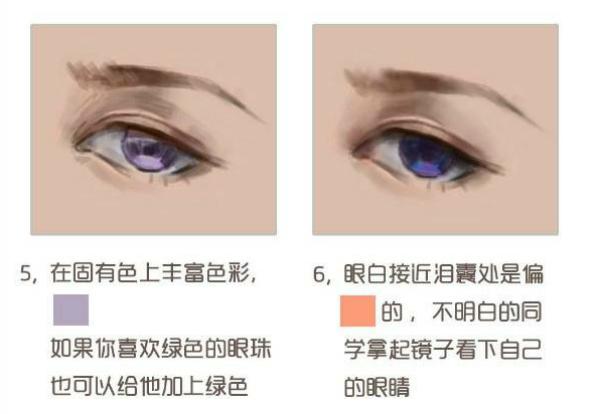 5, 在固有色上丰富色彩,
如果你喜欢绿色的眼珠
也可以给他加上绿色
6, 眼白接近泪囊处是偏
的, 不明白的同
学拿起镜子看下自己
的眼睛